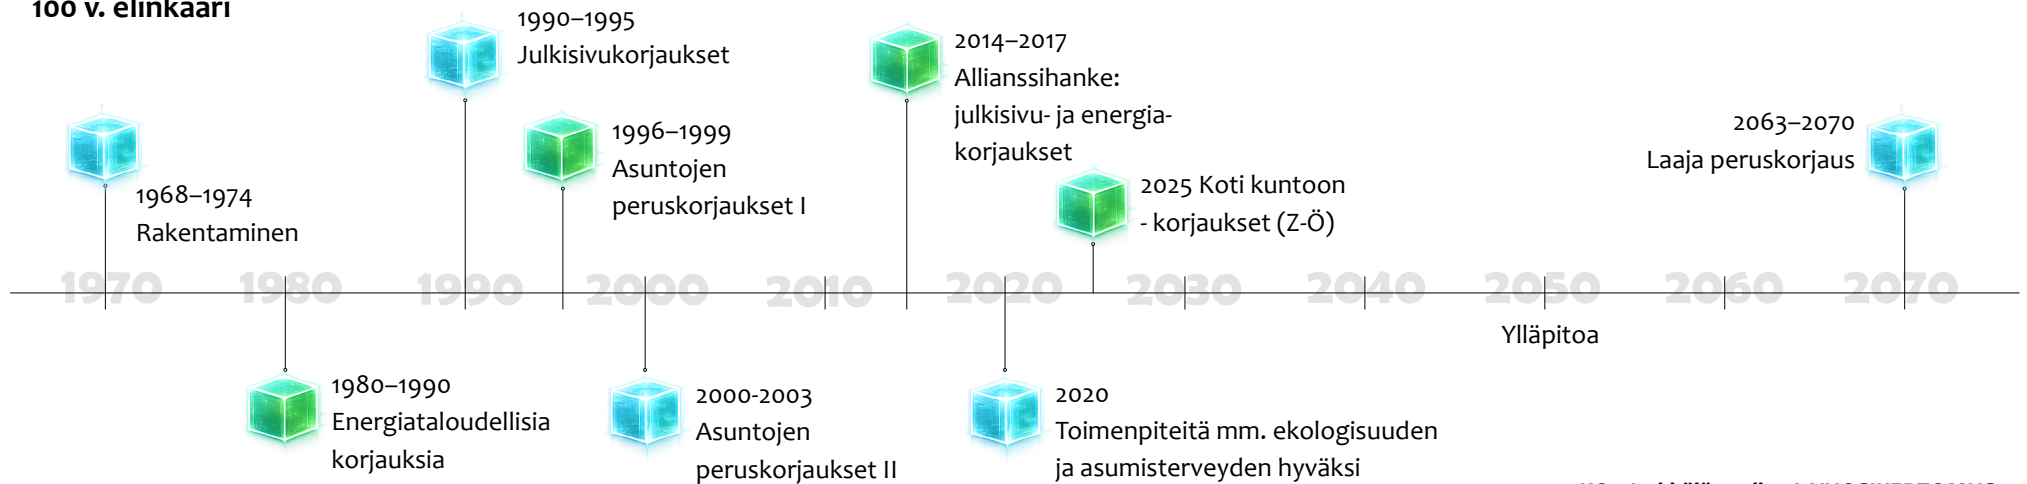 100 v. elinkaari
1990–1995
Julkisivukorjaukset
2014–2017
Allianssihanke:
julkisivu- ja energia-
korjaukset
1996–1999
Asuntojen
peruskorjaukset I
2063–2070
Laaja peruskorjaus
1968–1974
Rakentaminen
2025 Koti kuntoon
- korjaukset (Z-Ö)
1970 1980 1990 2000 2010 2020 2030 2040 2050 2060 2070
Ylläpitoa
1980–1990
Energiataloudellisia
korjauksia
2000-2003
Asuntojen
peruskorjaukset II
2020
Toimenpiteitä mm. ekologisuuden
ja asumisterveyden hyväksi